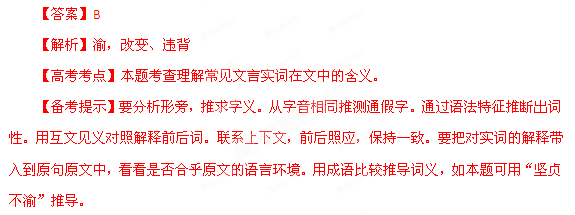 【答案】B
【解析】渝，改变、违背
【高考考点】本题考查理解常见文言实词在文中的含义。
【备考提示】要分析形旁，推求字义。从字音相同推测通假字。通过语法特征推断出词
性。用互文见义对照解释前后词。联系上下文，前后照应，保持一致。要把对实词的解释带
入到原句原文中，看看是否合乎原文的语言环境。用成语比较推导词义，如本题可用“坚贞
不渝”推导。